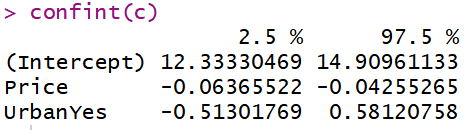 > confint(c)
2.5 % 97.5 %
(Intercept) 12.33330469 14.90961133
Price -0.06365522 -0.04255265
UrbanYes -0.51301769 0.58120758